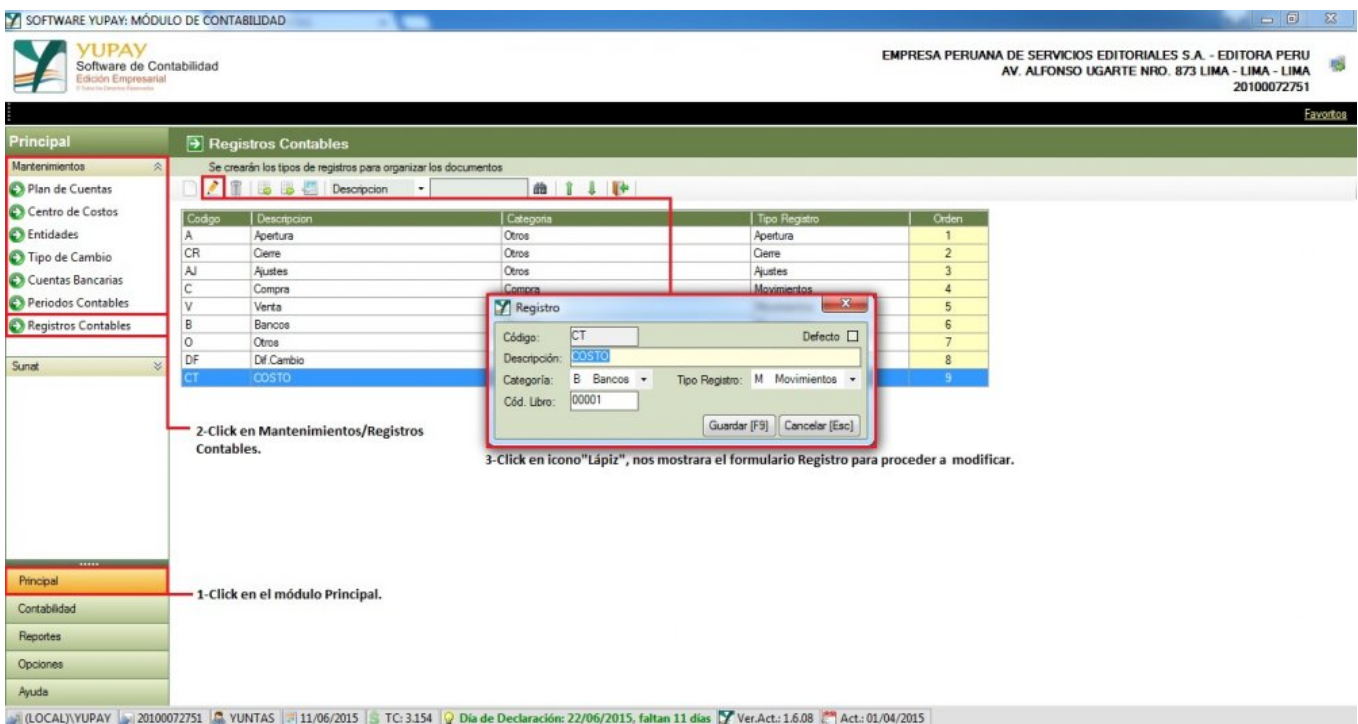 SOFTWARE YUPAY: MÓDULO DE CONTABILIDAD
YUPAY
Software de Contabilidad
Edición Empresarial
EMPRESA PERUANA DE SERVICIOS EDITORIALES S.A. - EDITORA PERU
AV. ALFONSO UGARTE NRO. 873 LIMA - LIMA - LIMA
20100072751
Favoritos
Principal
Registros Contables
Mantenimientos
Se crearán los tipos de registros para organizar los documentos
Plan de Cuentas
Centro de Costos
Entidades
Tipo de Cambio
Cuentas Bancarias
Periodos Contables
Registros Contables
Sunat
Descripcion
Codigo Descripcion Categoria Tipo Registro Orden
A Apertura Otros Apertura 1
CR Cierre Otros Cierre 2
AJ Ajustes Otros Ajustes 3
C Compra Compra Movimientos 4
V Venta 5
B Bancos 6
O Otros 7
DF Dif.Cambio 8
CT COSTO 9
Registro
Código: CT Defecto
Descripción: COSTO
Categoría: B Bancos Tipo Registro: M Movimientos
Cód. Libro: 00001
Guardar [F9] Cancelar [Esc]
2-Click en Mantenimientos/Registros
Contables.
3-Click en icono"Lápiz", nos mostrara el formulario Registro para proceder a modificar.
Principal
1-Click en el módulo Principal.
Contabilidad
Reportes
Opciones
Ayuda
(LOCAL)\YUPAY 20100072751 YUNTAS 11/06/2015 TC: 3.154 Día de Declaración: 22/06/2015, faltan 11 días Ver.Act.: 1.6.08 Act.: 01/04/2015